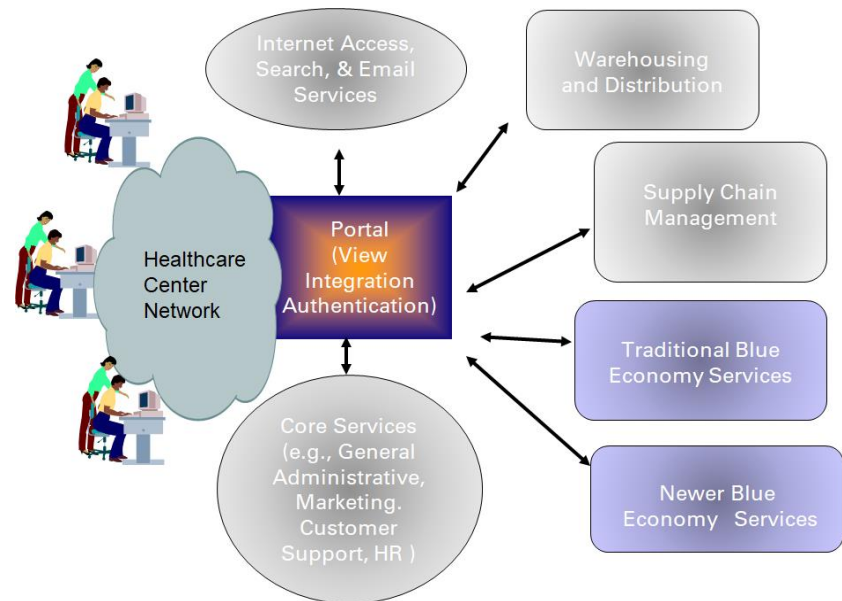 Internet Access,
Search, & Email
Services
Warehousing
and Distribution
Supply Chain
Management
Healthcare
Center
Network
Portal
(View
Integration
Authentication)
Traditional Blue
Economy Services
Core Services
(e.g., General
Administrative,
Marketing.
Customer
Support, HR )
Newer Blue
Economy Services